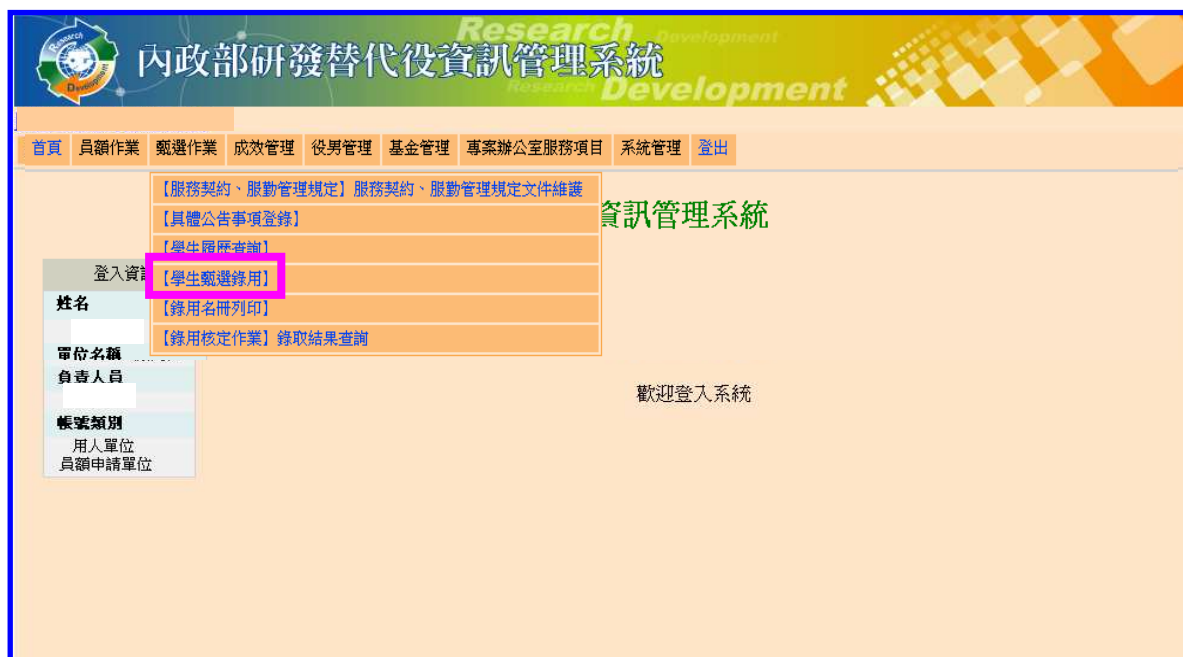 Research Development
內政部研發替代役資訊管理系統
Research Development
Research
Development
首頁 員額作業 甄選作業 成效管理 役男管理 基金管理 專案辦公室服務項目 系統管理 登出
【服務契約、服勤管理規定】服務契約、服勤管理規定文件維護
資訊管理系統
【具體公告事項登錄】
【學生履歷查詢】
登入資訊
【學生甄選錄用】
姓名
【錄用名冊列印】
【錄用核定作業】錄取結果查詢
單位名稱
負責人員
歡迎登入系統
帳號類別
用人單位
員額申請單位